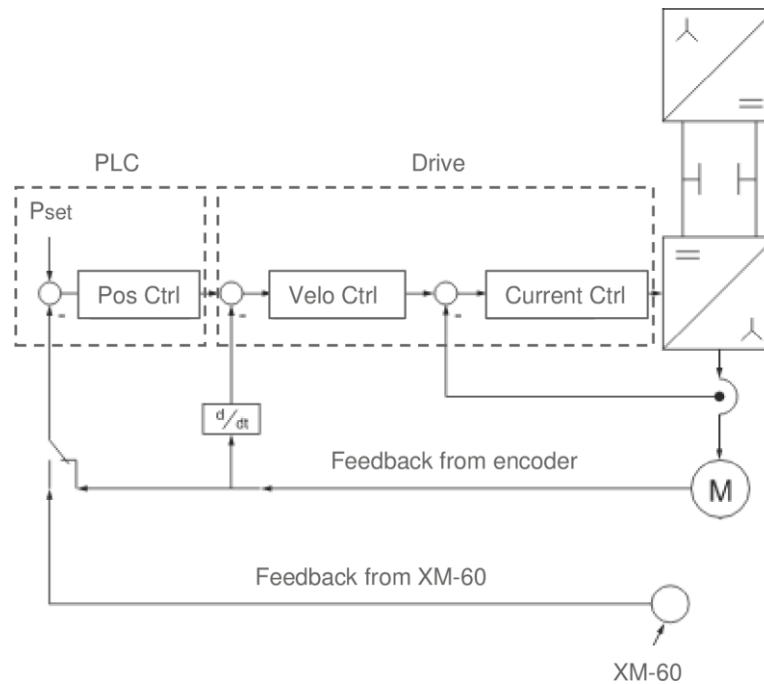 PLC
Drive
Pset
Pos Ctrl
Velo Ctrl
Current Ctrl
-
-
-
d/dt
Feedback from encoder
M
Feedback from XM-60
XM-60